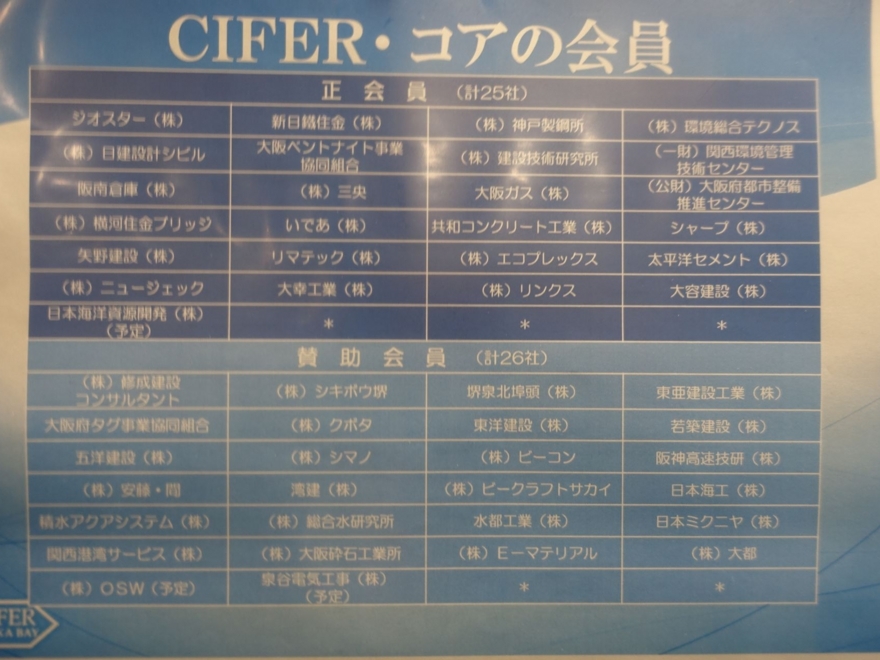 CIFER・コアの会員
正会員 (計25社)
ジオスター(株) 新日鐵住金(株) (株)神戸製鋼所 (株)環境総合テクノス
(株)日建設計シビル 大阪ベントナイト事業 (株)建設技術研究所 (一財)関西環境管理
協同組合 技術センター
阪南倉庫(株) (株)三央 大阪ガス(株) (公財)大阪府都市整備
推進センター
(株)横河住金ブリッジ いであ(株) 共和コンクリート工業(株) シャープ(株)
矢野建設(株) リマテック(株) (株)エコプレックス 太平洋セメント(株)
(株)ニュージェック 大幸工業(株) (株)リンクス 大容建設(株)
日本海洋資源開発(株)
(予定) * * *
賛助会員 (計26社)
(株)修成建設
コンサルタント (株)シキボウ堺 堺泉北埠頭(株) 東亜建設工業(株)
大阪府タグ事業協同組合 (株)クボタ 東洋建設(株) 若築建設(株)
五洋建設(株) (株)シマノ (株)ピーコン 阪神高速技研(株)
(株)安藤・間 湾建(株) (株)ピークラフトサカイ 日本海工(株)
積水アクアシステム(株) (株)総合水研究所 水都工業(株) 日本ミクニヤ(株)
関西港湾サービス(株) (株)大阪砕石工業所 (株)E－マテリアル (株)大都
(株)OSW(予定) 泉谷電気工事(株) * *
(予定)
FER
KA BAY